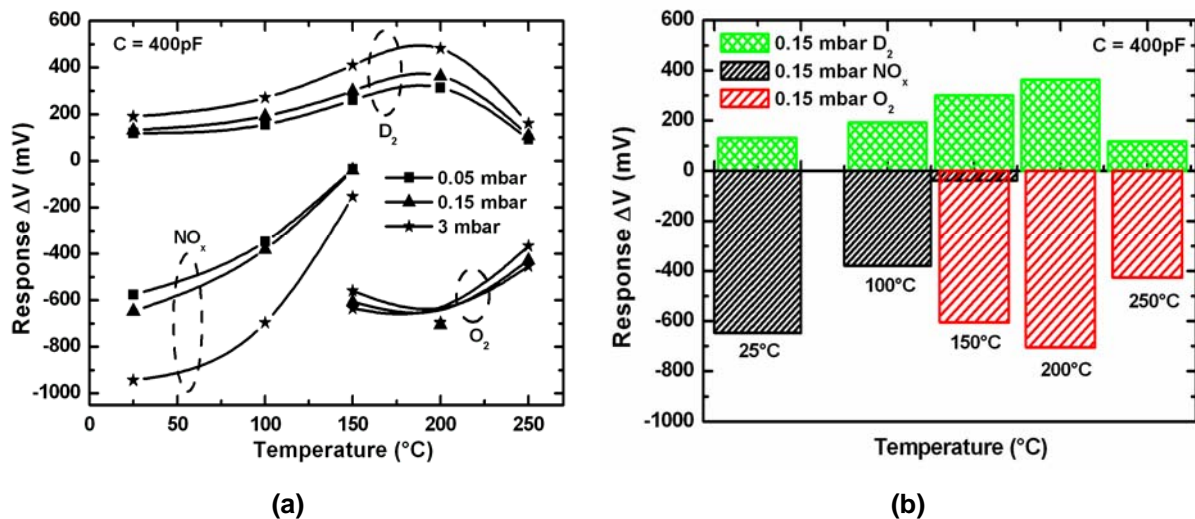 C = 400pF
D2
0.05 mbar
0.15 mbar
3 mbar
NOx
O2
Response ΔV (mV)
600
400
200
0
-200
-400
-600
-800
-1000
0 50 100 150 200 250
Temperature (°C)
(a)
0.15 mbar D2
0.15 mbar NOx
0.15 mbar O2
C = 400pF
Response ΔV (mV)
600
400
200
0
-200
-400
-600
-800
-1000
25°C
100°C
150°C
200°C
250°C
Temperature (°C)
(b)